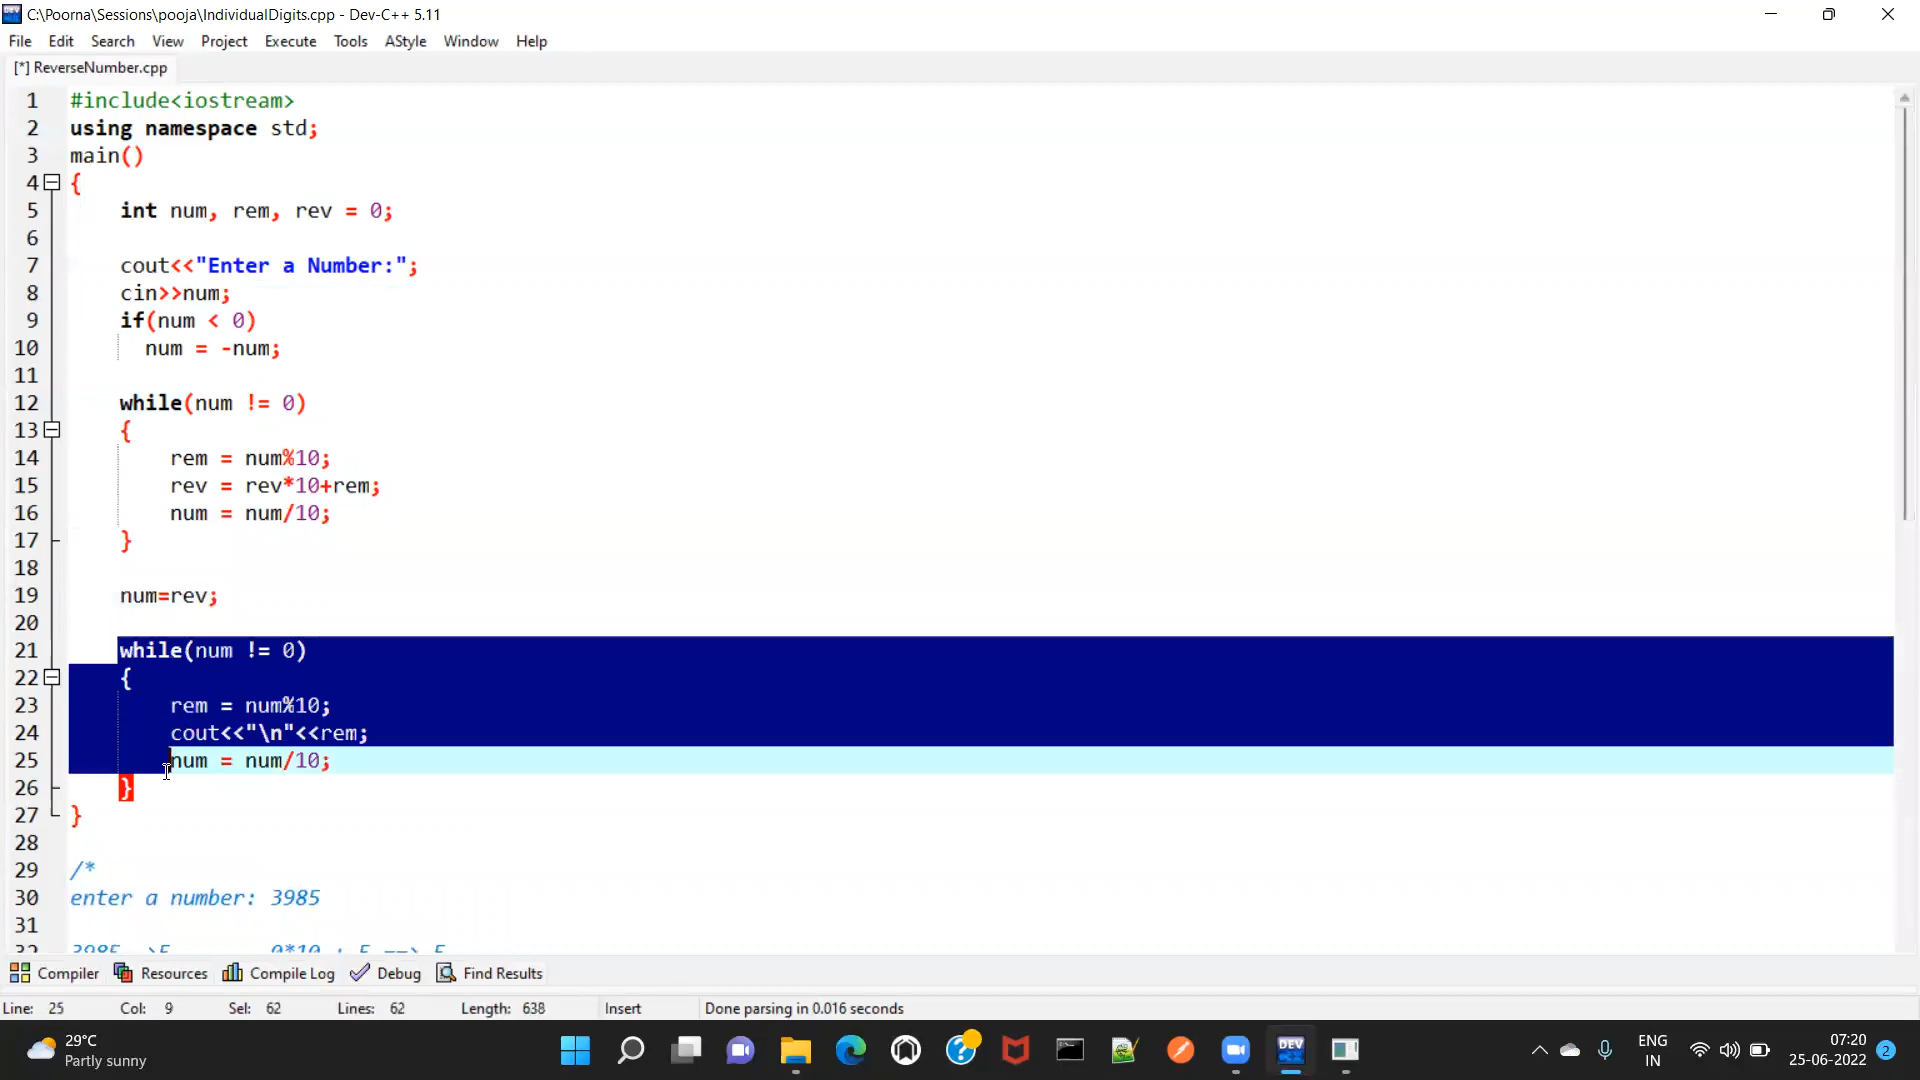 C:\Poorna\Sessions\pooja\IndividualDigits.cpp - Dev-C++ 5.11
File Edit Search View Project Execute Tools AStyle Window Help
[*] ReverseNumber.cpp
1 #include<iostream>
2 using namespace std;
3 main()
4 {
5 int num, rem, rev = 0;
6
7 cout<<"Enter a Number:";
8 cin>>num;
9 if(num < 0)
10 num = -num;
11
12 while(num != 0)
13 {
14 rem = num%10;
15 rev = rev*10+rem;
16 num = num/10;
17 }
18
19 num=rev;
20
21 while(num != 0)
22 {
23 rem = num%10;
24 cout<<"\n"<<rem;
25 num = num/10;
26 }
27 }
28
29 /*
30 enter a number: 3985
31
Compiler Resources Compile Log Debug Find Results
Line: 25 Col: 9 Sel: 62 Lines: 62 Length: 638 Insert Done parsing in 0.016 seconds
29°C
Partly sunny
DEV
ENG
IN
07:20
25-06-2022
2